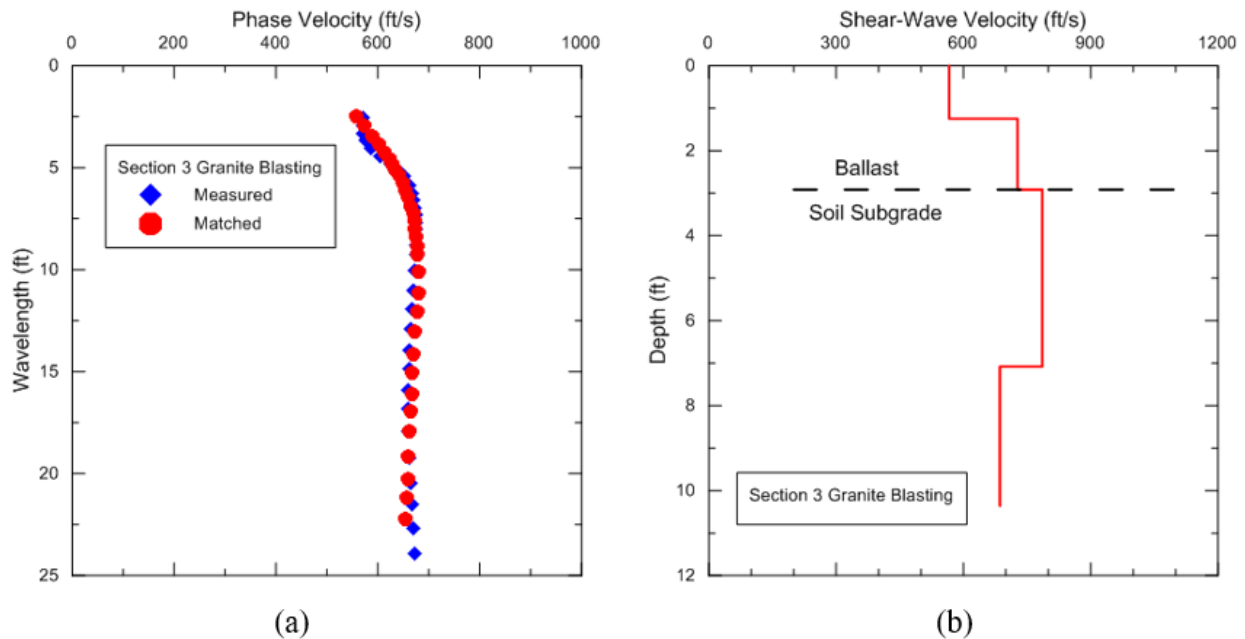 Phase Velocity (ft/s)
0 200 400 600 800 1000
0
5
10
15
20
25
Wavelength (ft)
Section 3 Granite Blasting
Measured
Matched
(a)
Shear-Wave Velocity (ft/s)
0 300 600 900 1200
0
2
4
6
8
10
12
Depth (ft)
Ballast
Soil Subgrade
Section 3 Granite Blasting
(b)